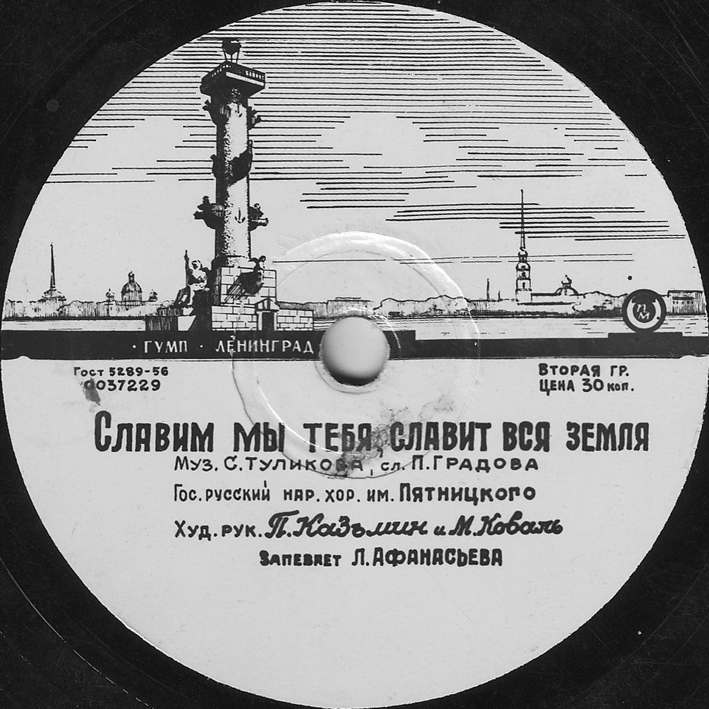 · ГУМП · ЛЕНИНГРАД
ГОСТ 5289-56
0037229
ВТОРАЯ ГР.
ЦЕНА 30 КОП.
СЛАВИМ МЫ ТЕБЯ, СЛАВИТ ВСЯ ЗЕМЛЯ
МУЗ. С. ТУЛИКОВА, СЛ. П. ГРАДОВА
ГОС. РУССКИЙ НАР. ХОР. ИМ. ПЯТНИЦКОГО
ХУД. РУК. П. Казьмин и М. Коваль
ЗАПЕВАЕТ Л. АФАНАСЬЕВА